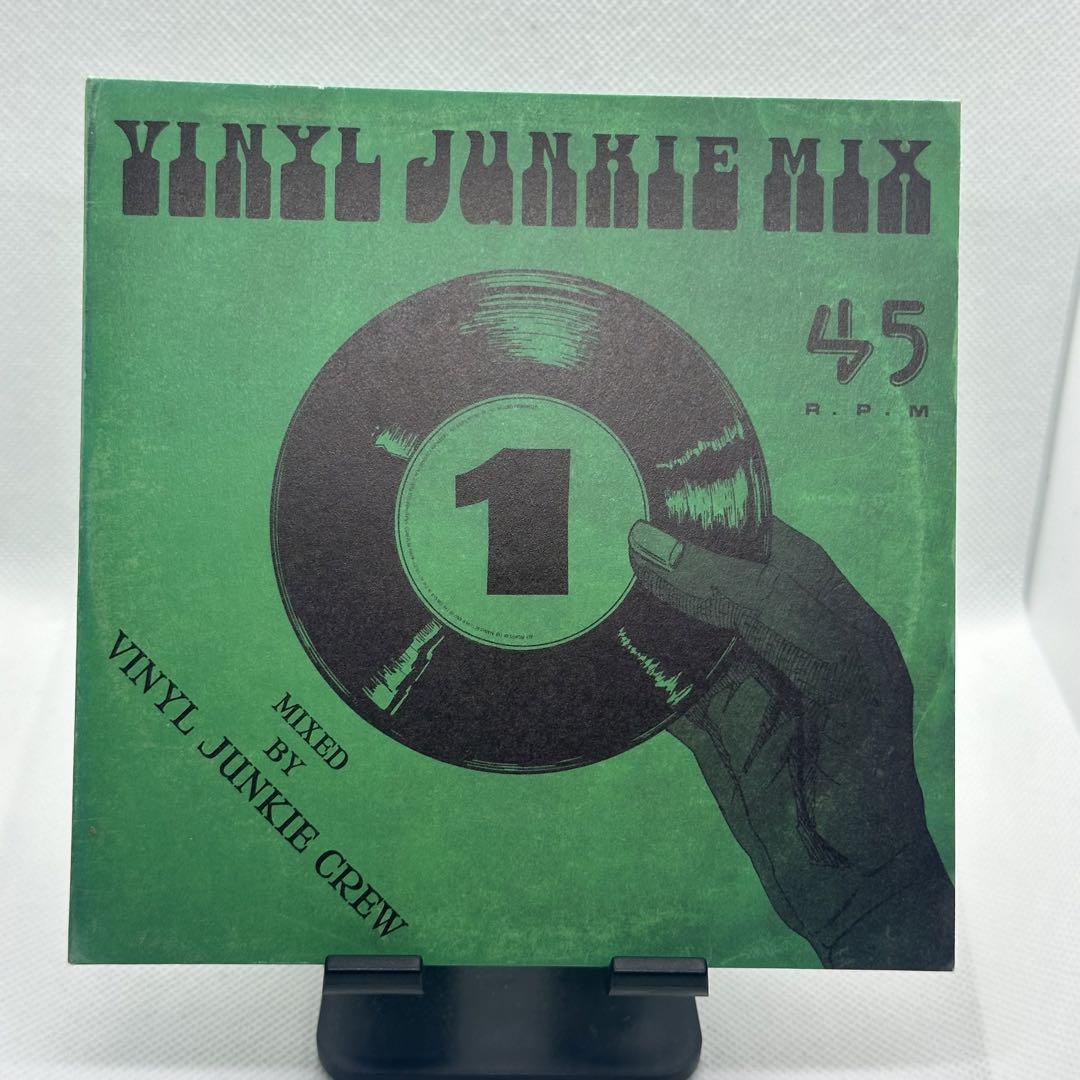 VINYL JUNKIE MIX
45
R.P.M
1
MIXED
BY
VINYL JUNKIE CREW